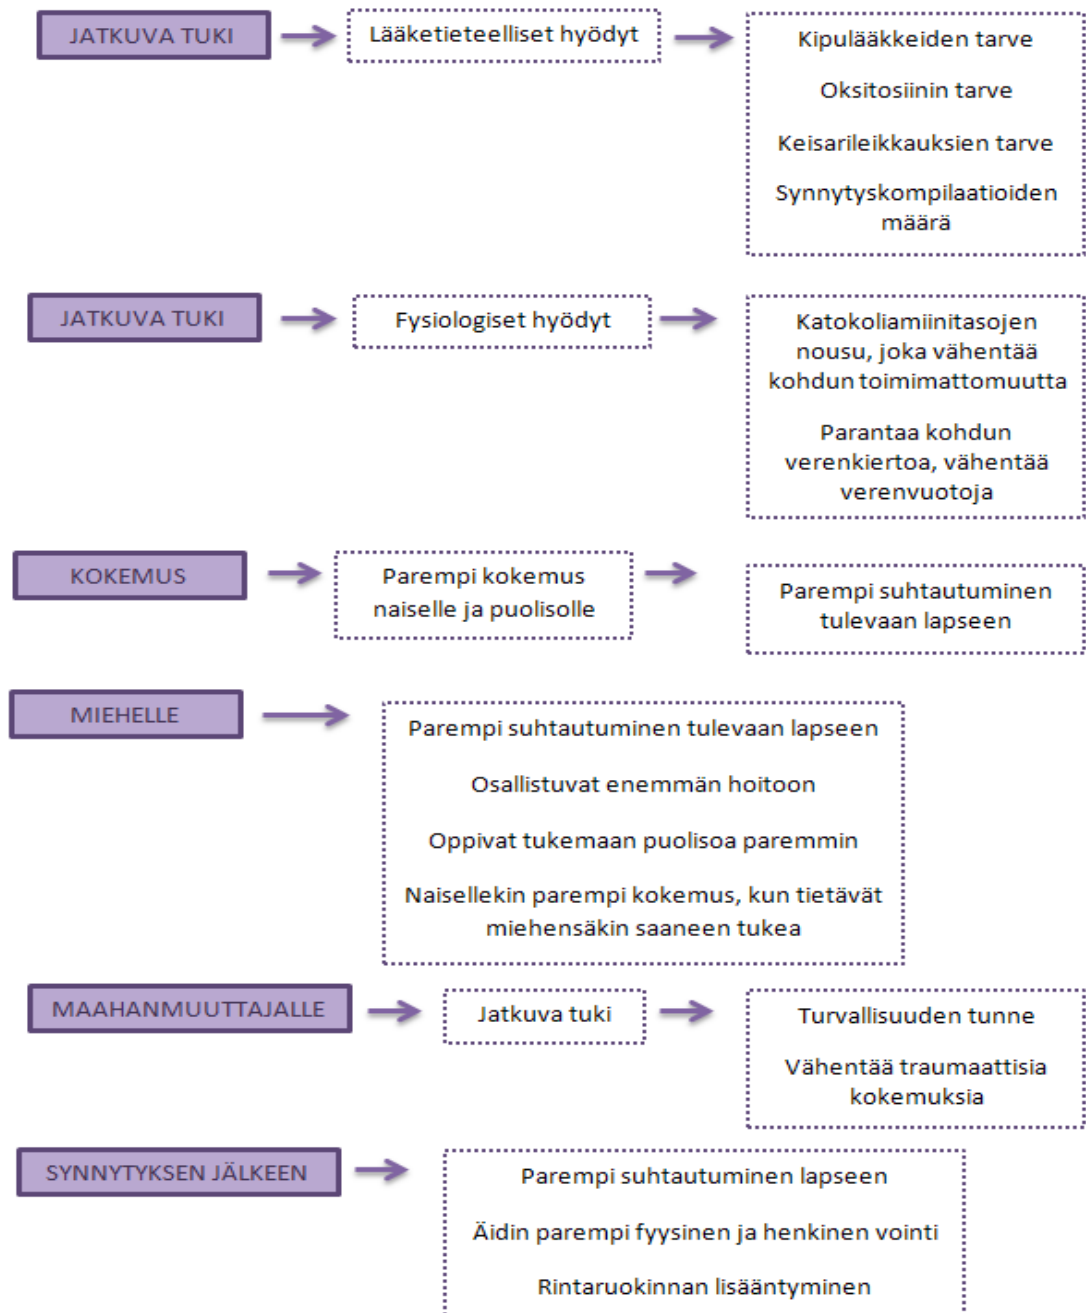 JATKUVA TUKI
Lääketieteelliset hyödyt
Kipulääkkeiden tarve
Oksitosiinin tarve
Keisarileikkauksien tarve
Synnytyskompilaatioiden
määrä
JATKUVA TUKI
Fysiologiset hyödyt
Katokoliamiinitasojen
nousu, joka vähentää
kohdun toimimattomuutta
Parantaa kohdun
verenkiertoa, vähentää
verenvuotoja
KOKEMUS
Parempi kokemus
naiselle ja puolisolle
Parempi suhtautuminen
tulevaan lapseen
MIEHELLE
Parempi suhtautuminen tulevaan lapseen
Osallistuvat enemmän hoitoon
Oppivat tukemaan puolisoa paremmin
Naisellekin parempi kokemus, kun tietävät
miehensäkin saaneen tukea
MAAHANMUUTTAJALLE
Jatkuva tuki
Turvallisuuden tunne
Vähentää traumaattisia
kokemuksia
SYNNYTYKSEN JÄLKEEN
Parempi suhtautuminen lapseen
Äidin parempi fyysinen ja henkinen vointi
Rintaruokinnan lisääntyminen